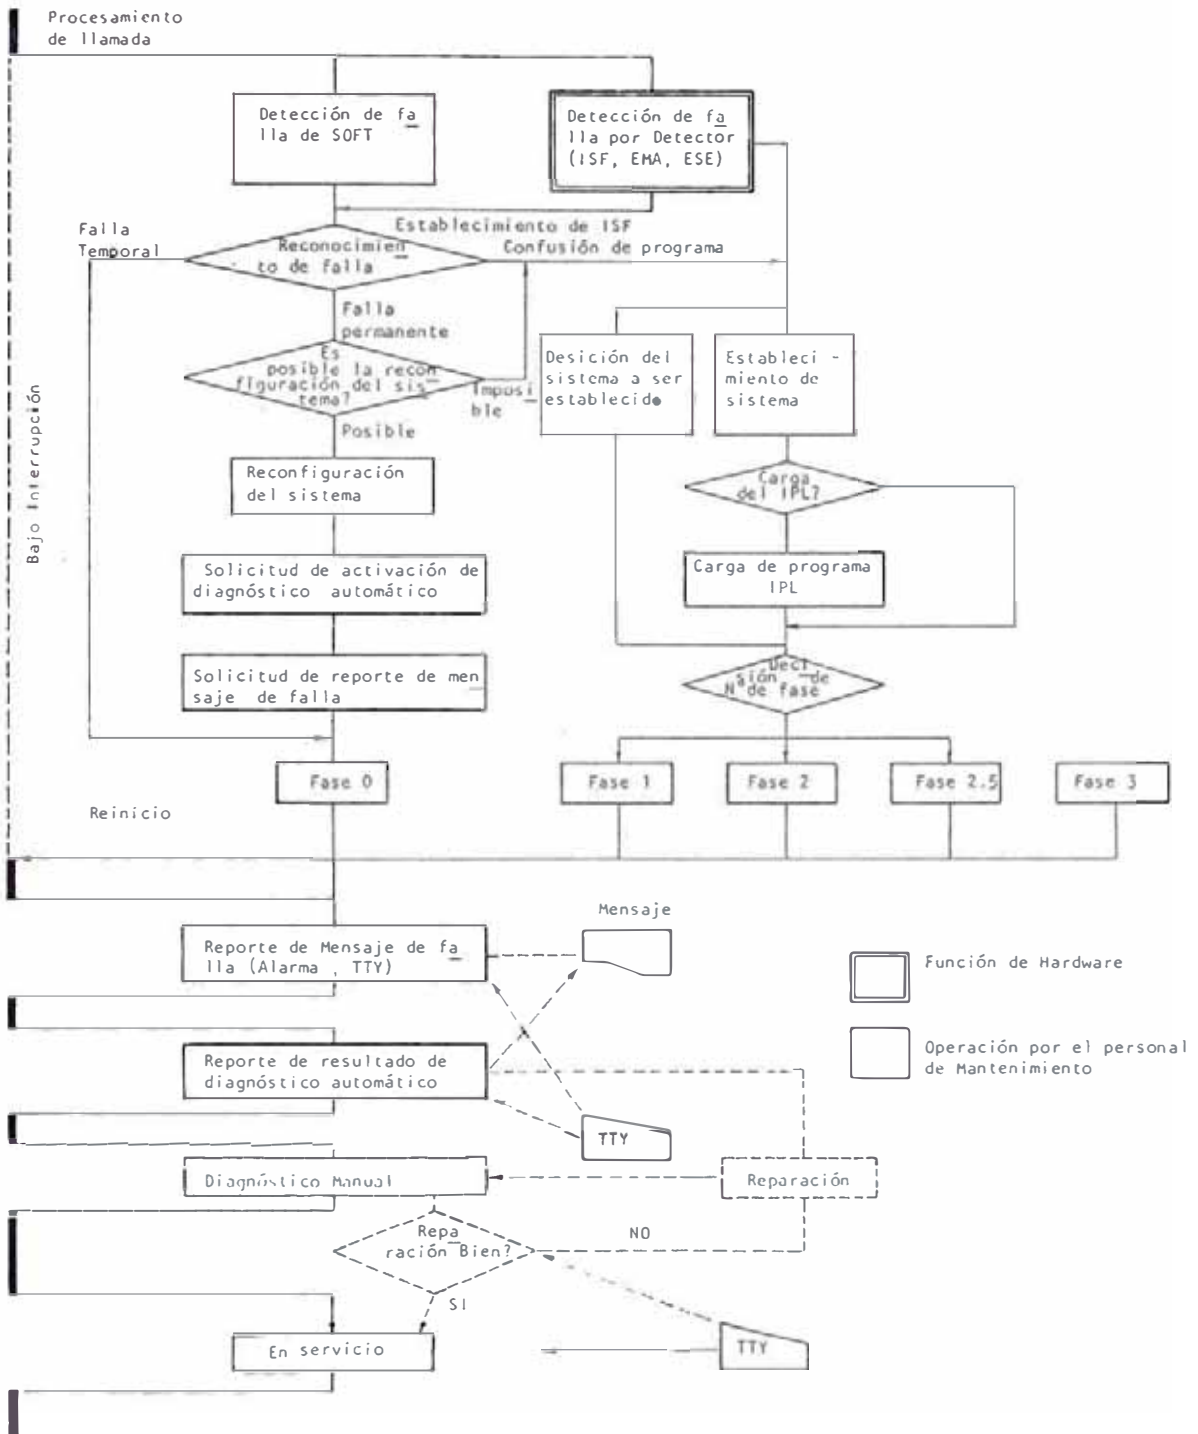 Procesamiento
de llamada
Detección de fa
lla de SOFT
Detección de fa
lla por Detector
(ISF, EMA, ESE)
Falla
Temporal
Establecimiento de ISF
Confusión de programa
Reconocimien
to de falla
Falla
permanente
Es
posible la recon
figuración del sis
tema?
Imposi
ble
Posible
Desición del
sistema a ser
establecido
Estableci -
miento de
sistema
Bajo Interrupción
Reconfiguración
del sistema
Carga
del IPL?
Solicitud de activación de
diagnóstico automático
Carga de programa
IPL
Solicitud de reporte de men
saje de falla
Deci
sión de
Nº de fase
Fase 0
Fase 1
Fase 2
Fase 2.5
Fase 3
Reinicio
Mensaje
Reporte de Mensaje de fa
lla (Alarma , TTY)
Función de Hardware
Reporte de resultado de
diagnóstico automático
Operación por el personal
de Mantenimiento
TTY
Diagnóstico Manual
Reparación
Repa
ración Bien?
NO
SI
En servicio
TTY